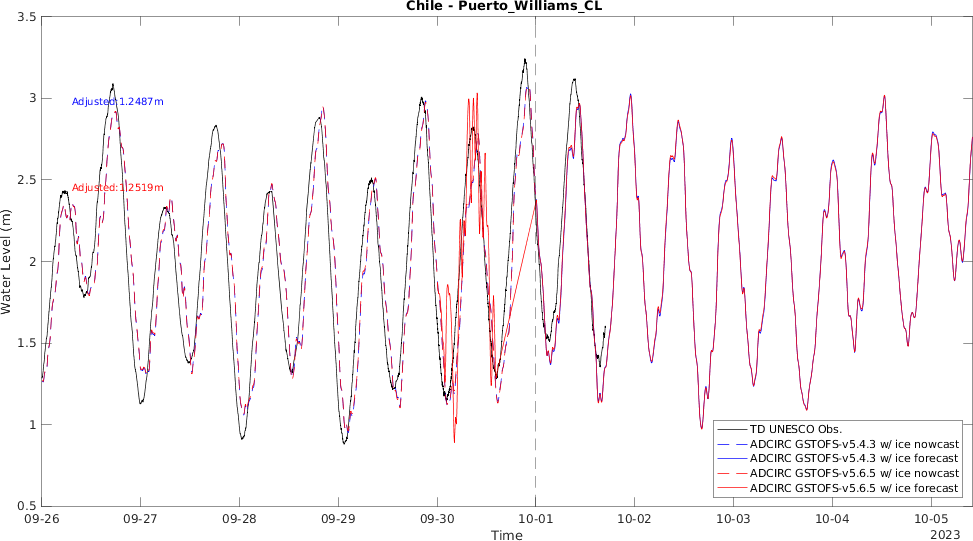 Chile - Puerto_Williams_CL
3.5
3
2.5
2
1.5
1
0.5
Water Level (m)
Adjusted:1.2487m
Adjusted:1.2519m
TD UNESCO Obs.
ADCIRC GSTOFS-v5.4.3 w/ ice nowcast
ADCIRC GSTOFS-v5.4.3 w/ ice forecast
ADCIRC GSTOFS-v5.6.5 w/ ice nowcast
ADCIRC GSTOFS-v5.6.5 w/ ice forecast
09-26 09-27 09-28 09-29 09-30 10-01 10-02 10-03 10-04 10-05
Time
2023